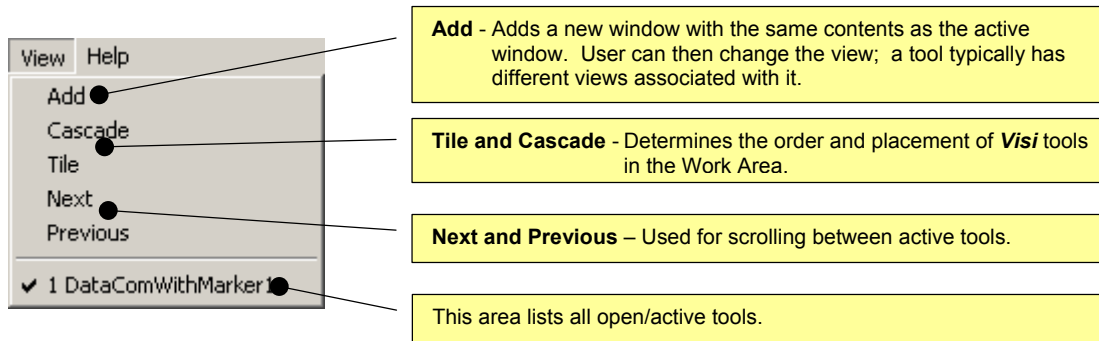 View Help
Add
Cascade
Tile
Next
Previous
✔ 1 DataComWithMarker1
Add - Adds a new window with the same contents as the active
window. User can then change the view; a tool typically has
different views associated with it.
Tile and Cascade - Determines the order and placement of Visi tools
in the Work Area.
Next and Previous – Used for scrolling between active tools.
This area lists all open/active tools.